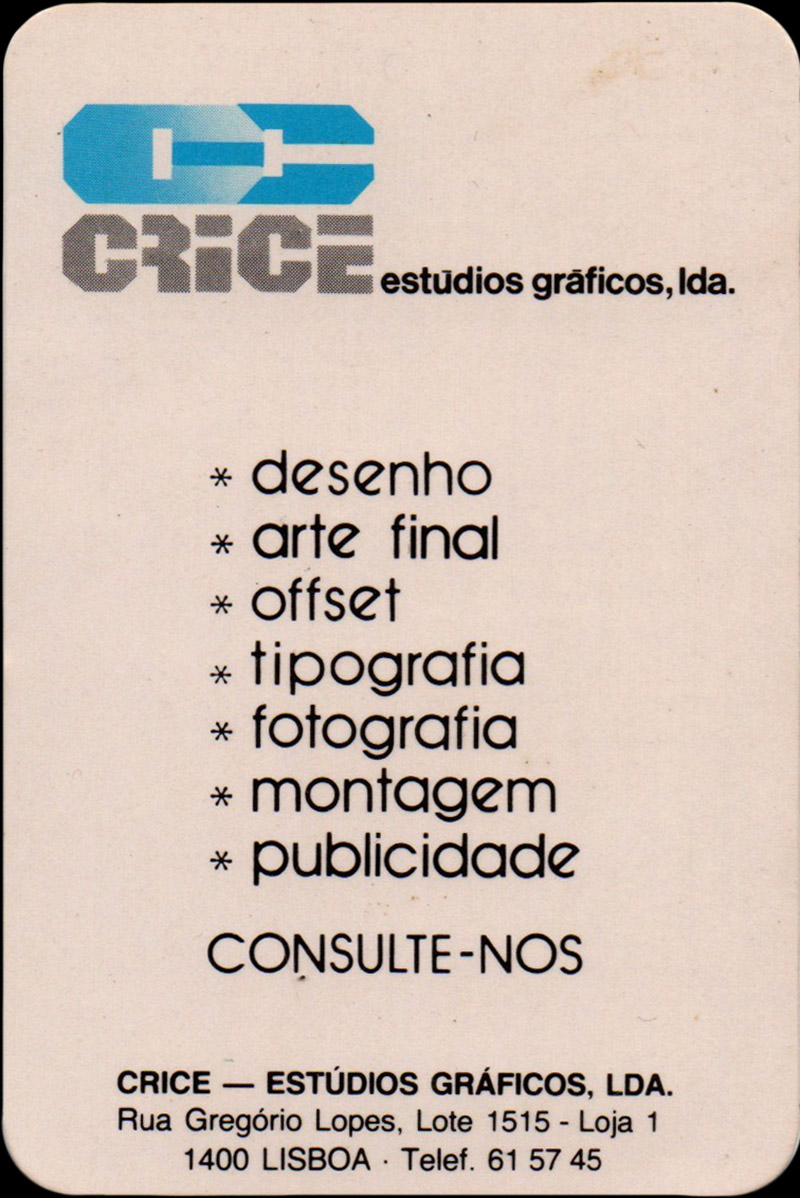 CRICE estúdios gráficos, lda.
* desenho
* arte final
* offset
* tipografia
* fotografia
* montagem
* publicidade
CONSULTE-NOS
CRICE — ESTÚDIOS GRÁFICOS, LDA.
Rua Gregório Lopes, Lote 1515 - Loja 1
1400 LISBOA · Telef. 61 57 45